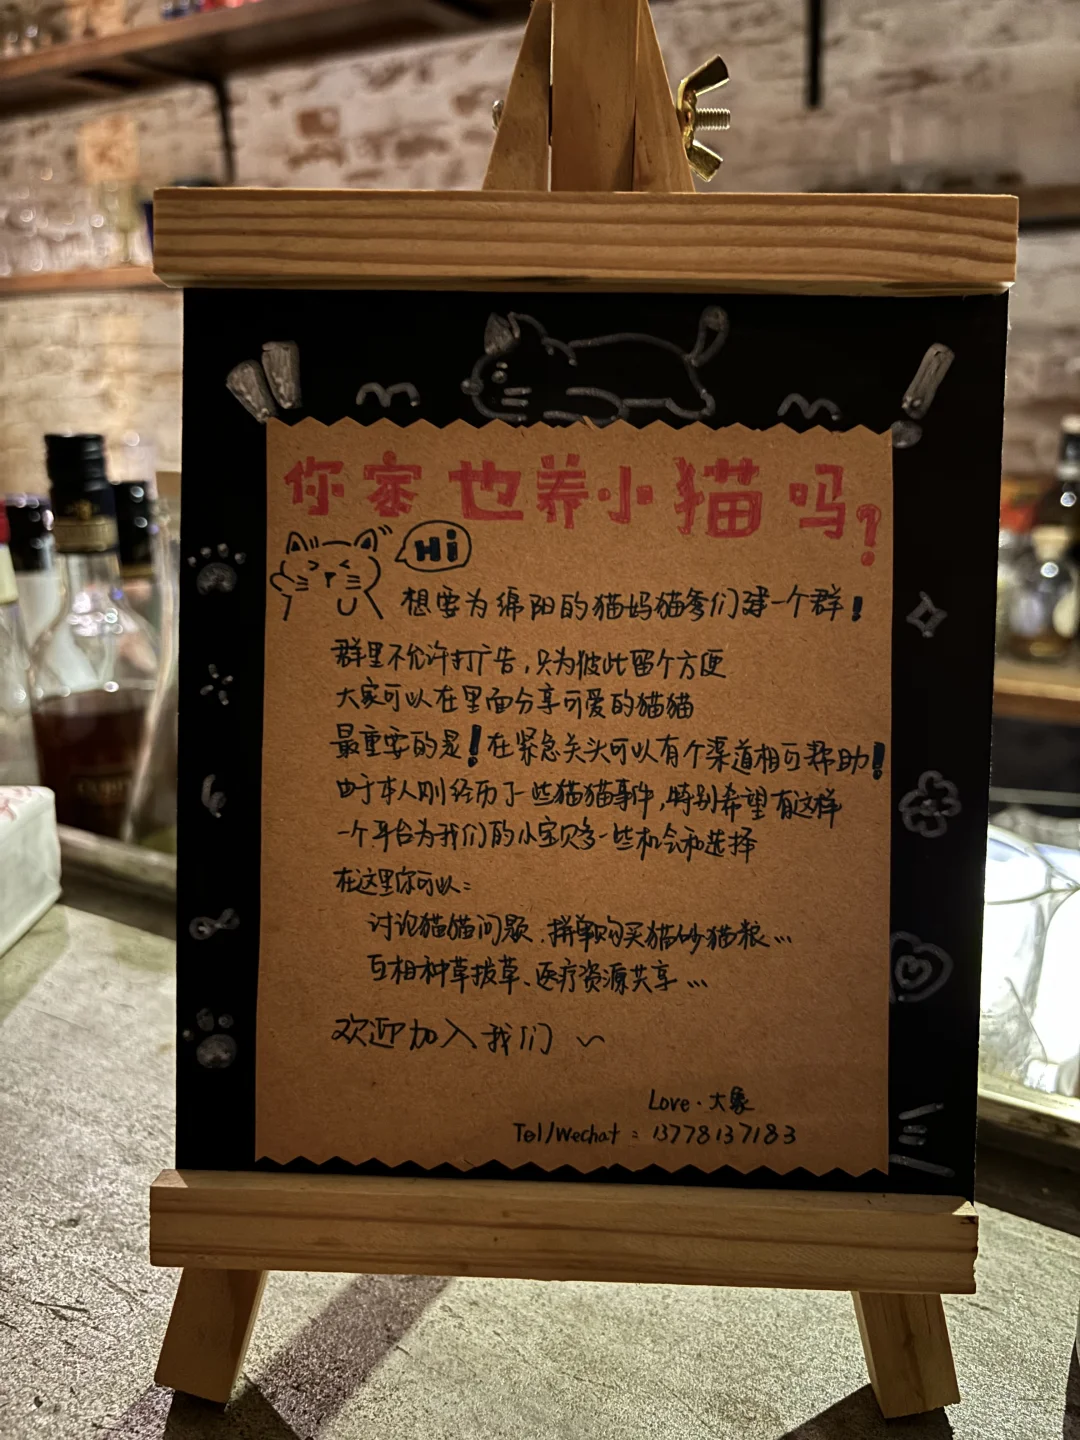 你家也养小猫吗?
Hi
想要为绵阳的猫妈猫爹们建一个群!
群里不允许打广告,只为彼此留个方便
大家可以在里面分享可爱的猫猫
最重要的是!在紧急关头可以有个渠道相互帮助!
由于本人刚经历了一些猫猫事件,特别希望有这样
一个平台为我们的小宝贝多一些机会和选择
在这里你可以:
讨论猫猫问题、拼单购买猫砂猫粮...
互相种草拔草、医疗资源共享...
欢迎加入我们~
Love·大象
Tel/Wechat:13778137183